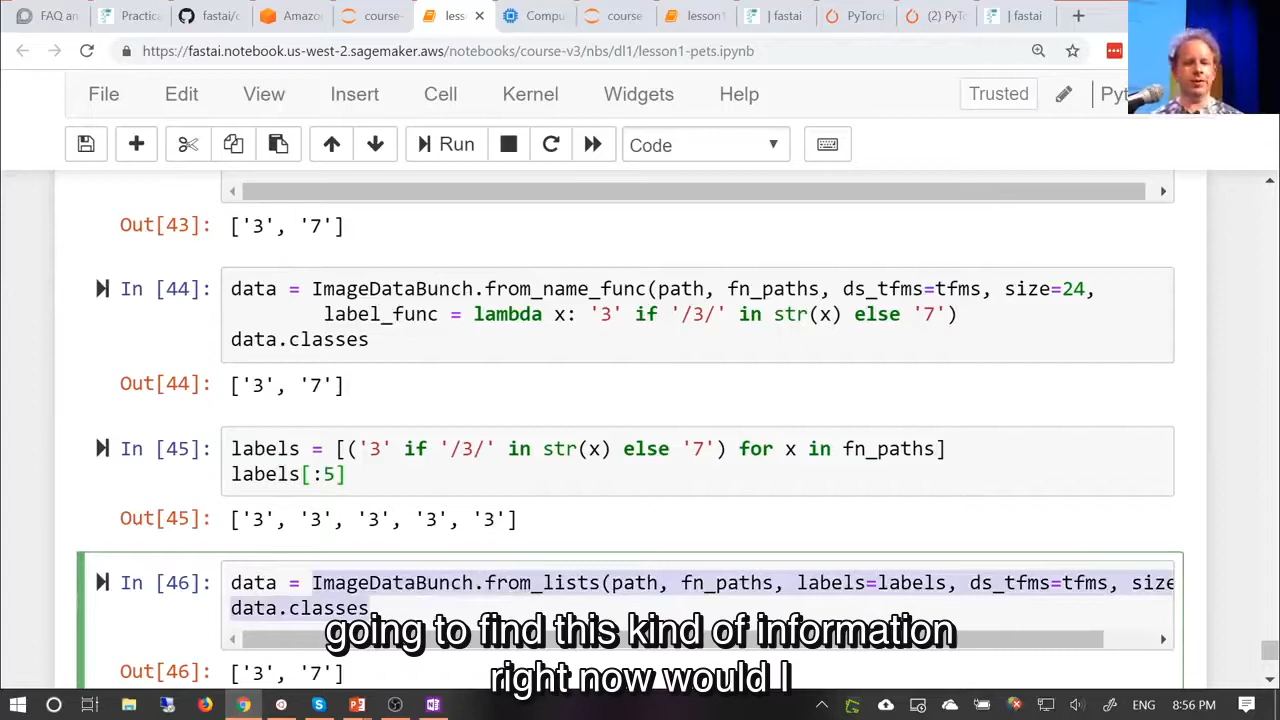 FAQ an
Practica
fastai/c
Amazo
course-
less
Compu
course
lesson1
| fastai
PyTorc
(2) PyTo
| fastai
https://fastai.notebook.us-west-2.sagemaker.aws/notebooks/course-v3/nbs/dl1/lesson1-pets.ipynb
File Edit View Insert Cell Kernel Widgets Help Trusted Pyt
Run Code
Out[43]: ['3', '7']
In [44]: data = ImageDataBunch.from_name_func(path, fn_paths, ds_tfms=tfms, size=24,
label_func = lambda x: '3' if '/3/' in str(x) else '7')
data.classes
Out[44]: ['3', '7']
In [45]: labels = [('3' if '/3/' in str(x) else '7') for x in fn_paths]
labels[:5]
Out[45]: ['3', '3', '3', '3', '3']
In [46]: data = ImageDataBunch.from_lists(path, fn_paths, labels=labels, ds_tfms=tfms, size
data.classes
going to find this kind of information
right now would I
Out[46]: ['3', '7']
ENG 8:56 PM